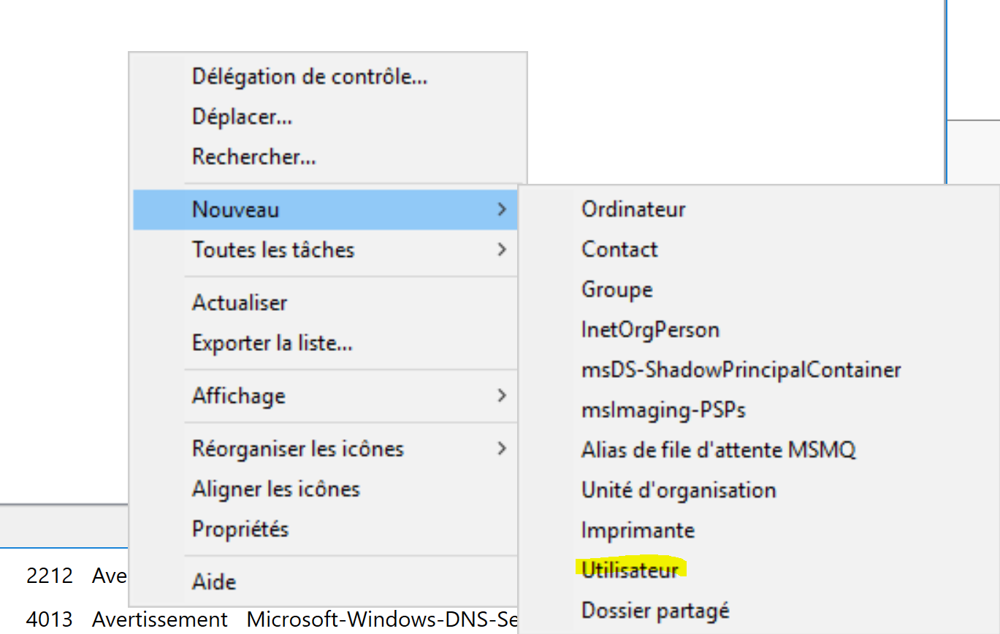 Délégation de contrôle...
Déplacer...
Rechercher...
Nouveau
Toutes les tâches
Actualiser
Exporter la liste...
Affichage
Réorganiser les icônes
Aligner les icônes
Propriétés
Aide
Ordinateur
Contact
Groupe
InetOrgPerson
msDS-ShadowPrincipalContainer
msImaging-PSPs
Alias de file d'attente MSMQ
Unité d'organisation
Imprimante
Utilisateur
Dossier partagé
2212 Ave
4013 Avertissement Microsoft-Windows-DNS-Se